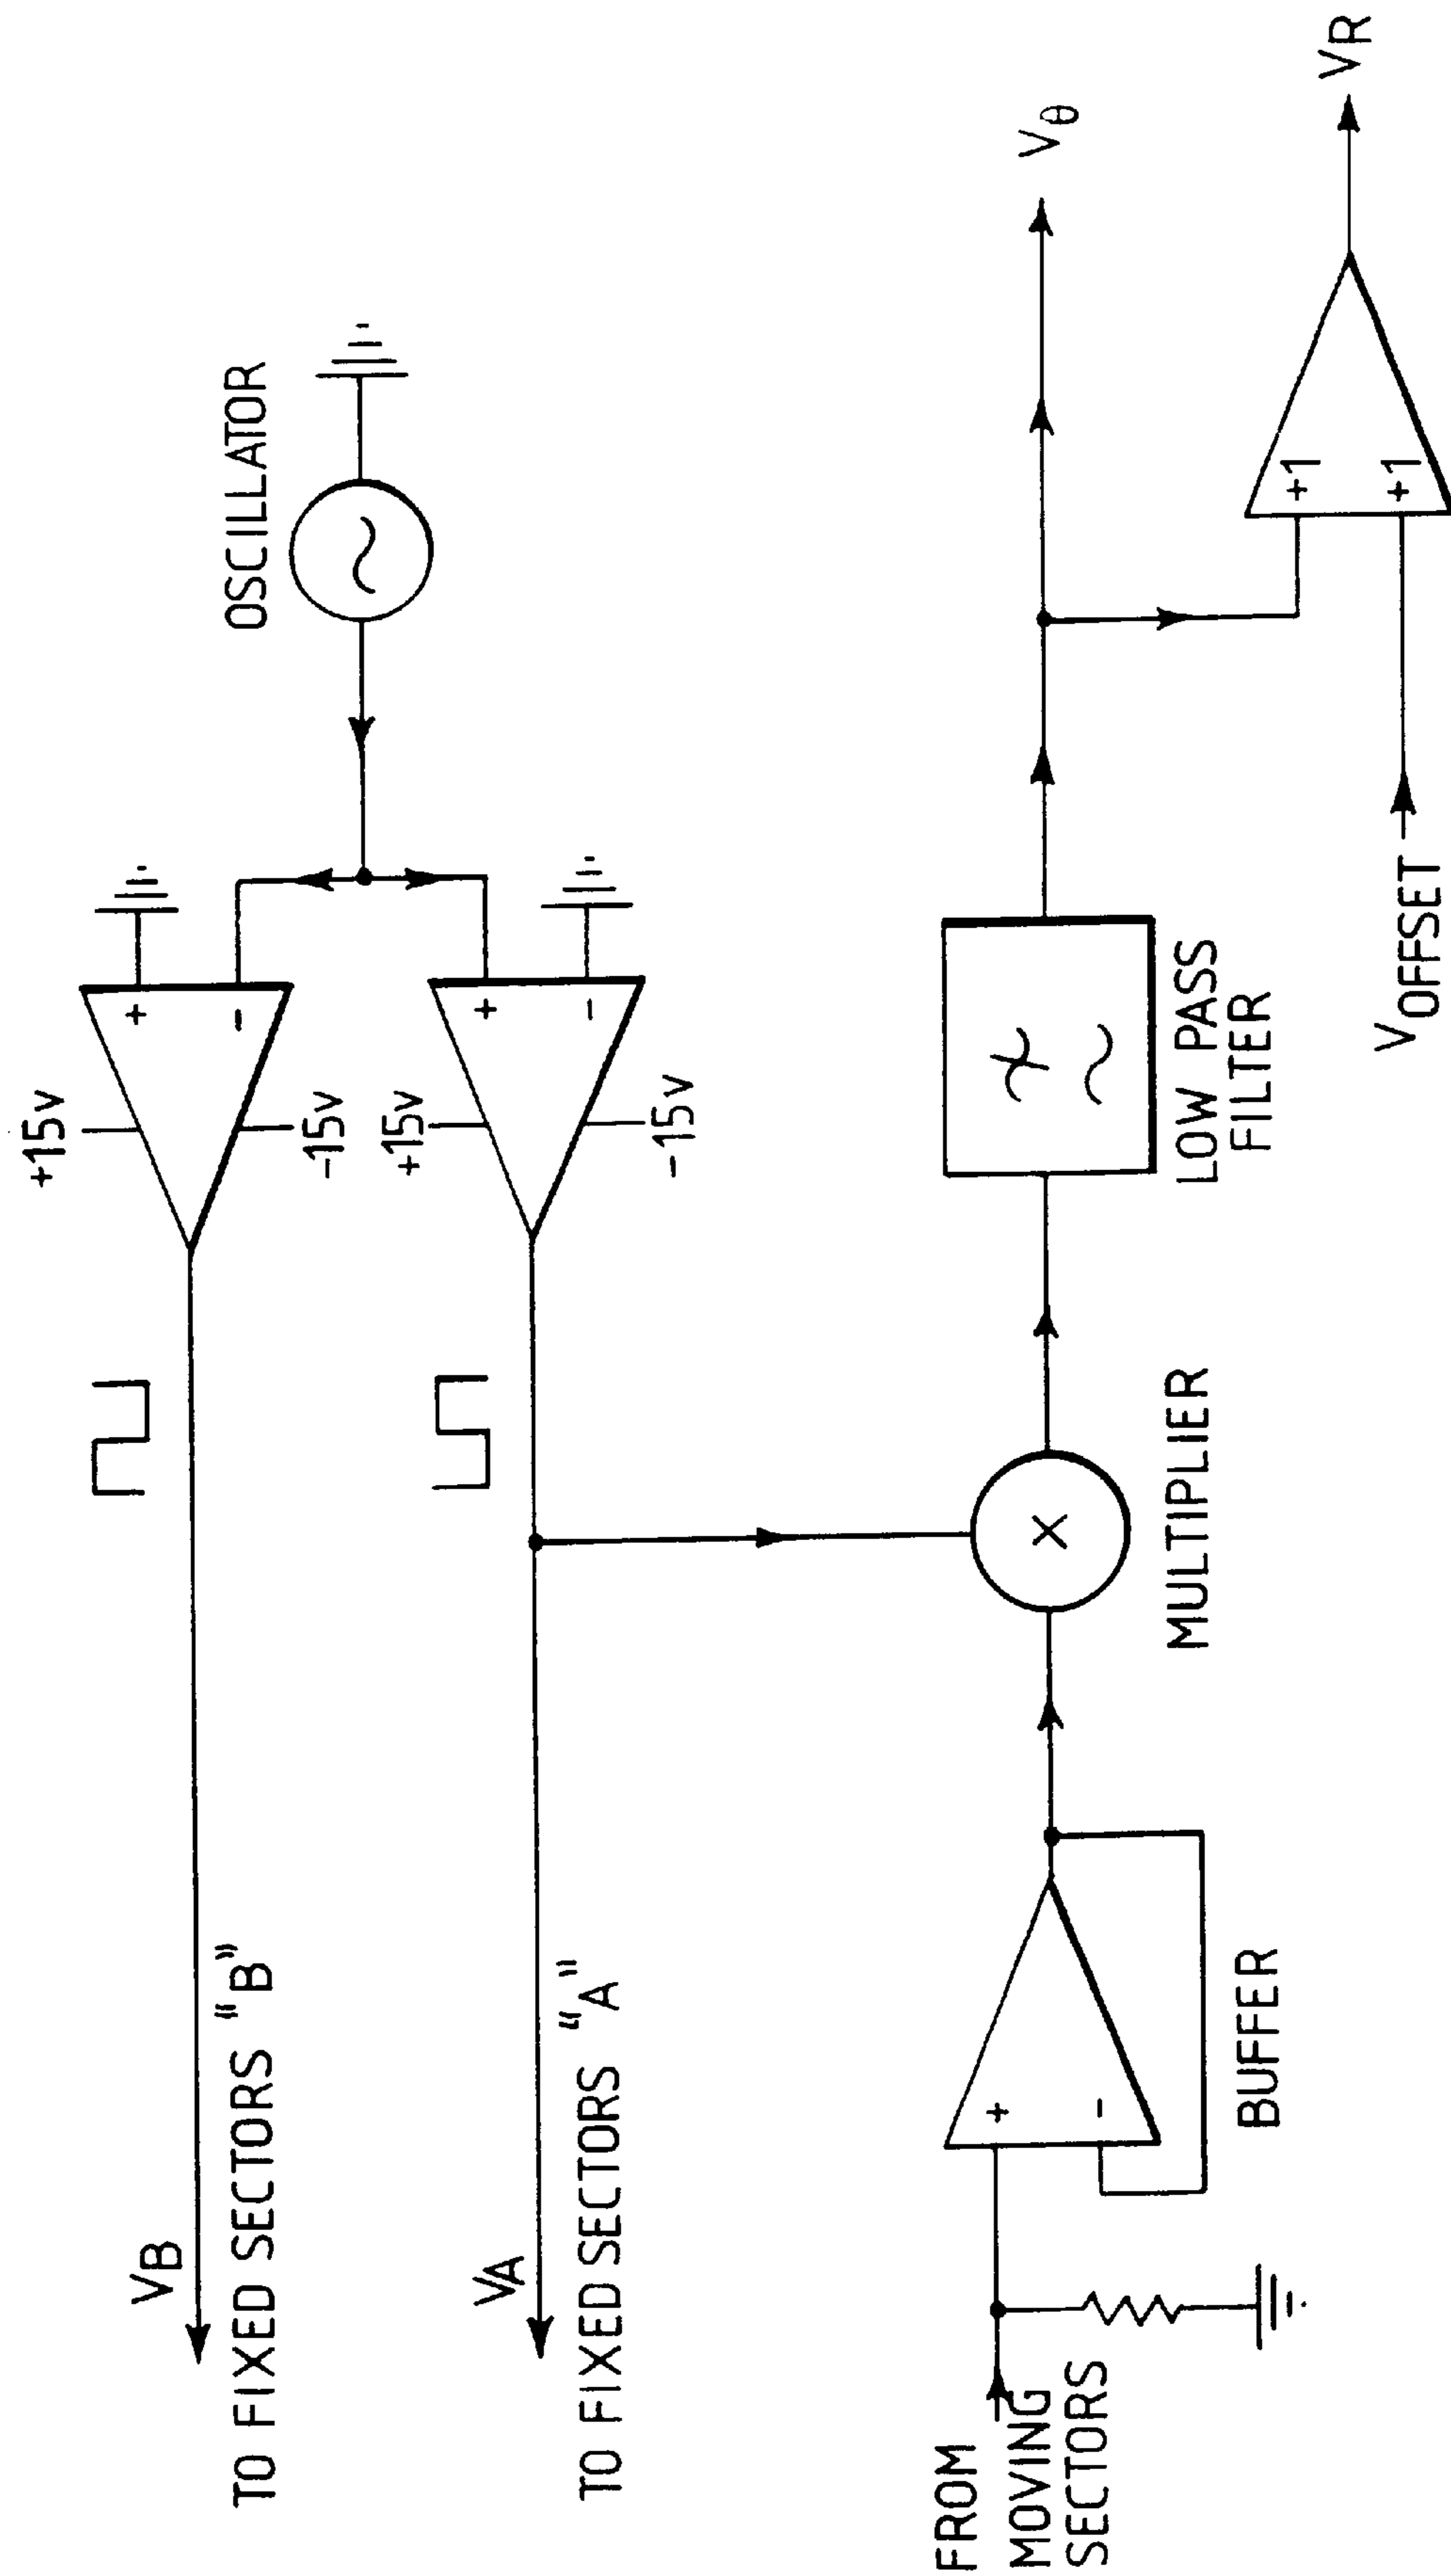 OSCILLATOR
+15v
+
-
-15v
+15v
+
-
-15v
VB
TO FIXED SECTORS "B"
VA
TO FIXED SECTORS "A"
FROM
MOVING
SECTORS
+
-
BUFFER
X
MULTIPLIER
LOW PASS
FILTER
Vθ
+1
+1
VOFFSET
VR